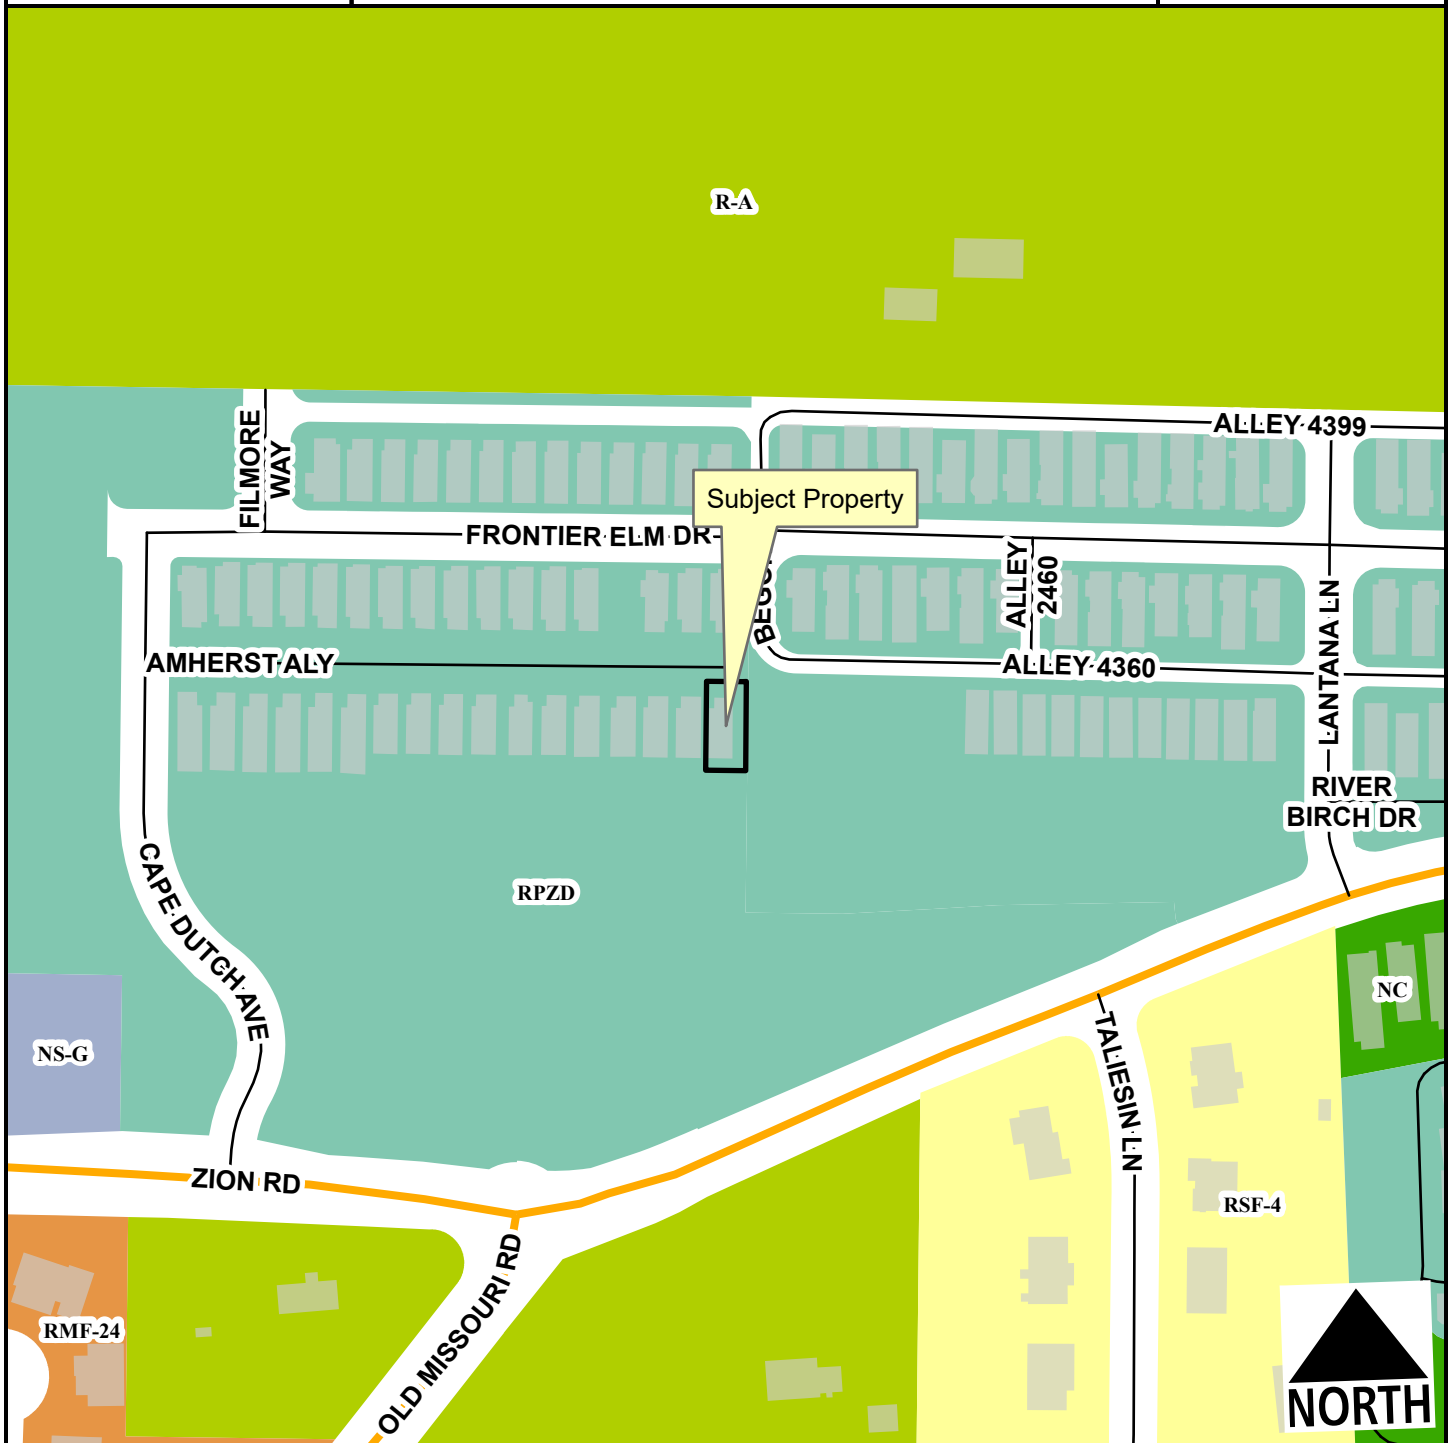 R-A
FILMORE
WAY
ALLEY 4399
Subject Property
FRONTIER ELM DR
ALLEY
2460
AMHERST ALY
ALLEY 4360
LANTANA LN
RIVER
BIRCH DR
CAPE DUTCH AVE
RPZD
NC
NS-G
TALIESIN LN
ZION RD
RSF-4
OLD MISSOURI RD
RMF-24
NORTH